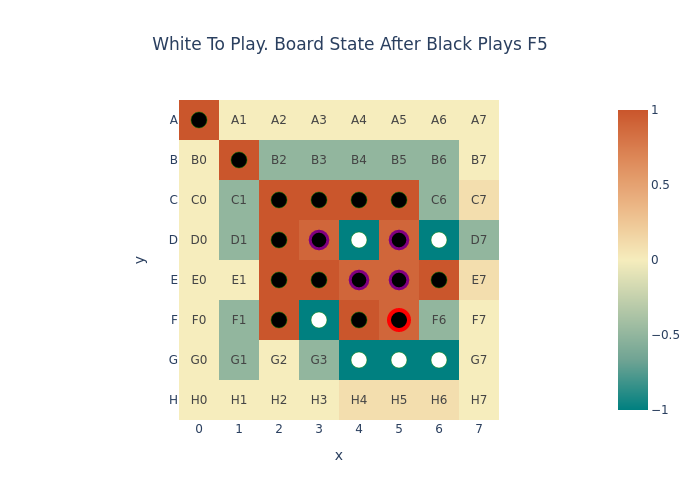 White To Play. Board State After Black Plays F5
A A1 A2 A3 A4 A5 A6 A7
B B0 B2 B3 B4 B5 B6 B7
C C0 C1 C6 C7
D D0 D1 D7
E E0 E1 E7
F F0 F1 F6 F7
G G0 G1 G2 G3 G7
H H0 H1 H2 H3 H4 H5 H6 H7
0 1 2 3 4 5 6 7
x
y
1
0.5
0
−0.5
−1